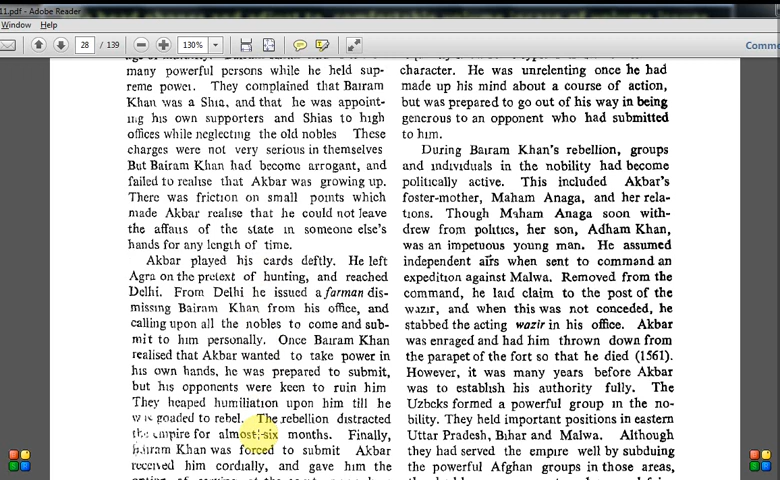 11.pdf - Adobe Reader
Window Help
28 / 139
130%
Comme
many powerful persons while he held sup-
reme power. They complained that Bairam
Khan was a Shia, and that he was appoint-
ing his own supporters and Shias to high
offices while neglecting the old nobles These
charges were not very serious in themselves
But Bairam Khan had become arrogant, and
failed to realise that Akbar was growing up.
There was friction on small points which
made Akbar realise that he could not leave
the affairs of the state in someone else's
hands for any length of time.
Akbar played his cards deftly. He left
Agra on the pretext of hunting, and reached
Delhi. From Delhi he issued a farman dis-
missing Bairam Khan from his office, and
calling upon all the nobles to come and sub-
mit to him personally. Once Bairam Khan
realised that Akbar wanted to take power in
his own hands, he was prepared to submit,
but his opponents were keen to ruin him
They heaped humiliation upon him till he
was goaded to rebel. The rebellion distracted
the empire for almost six months. Finally,
Bairam Khan was forced to submit Akbar
received him cordially, and gave him the
character. He was unrelenting once he had
made up his mind about a course of action,
but was prepared to go out of his way in being
generous to an opponent who had submitted
to him.
During Bairam Khan's rebellion, groups
and individuals in the nobility had become
politically active. This included Akbar's
foster-mother, Maham Anaga, and her rela-
tions. Though Maham Anaga soon with-
drew from politics, her son, Adham Khan,
was an impetuous young man. He assumed
independent airs when sent to command an
expedition against Malwa. Removed from the
command, he laid claim to the post of the
wazir, and when this was not conceded, he
stabbed the acting wazir in his office. Akbar
was enraged and had him thrown down from
the parapet of the fort so that he died (1561).
However, it was many years before Akbar
was to establish his authority fully. The
Uzbeks formed a powerful group in the no-
bility. They held important positions in eastern
Uttar Pradesh, Bihar and Malwa. Although
they had served the empire well by subduing
the powerful Afghan groups in those areas,